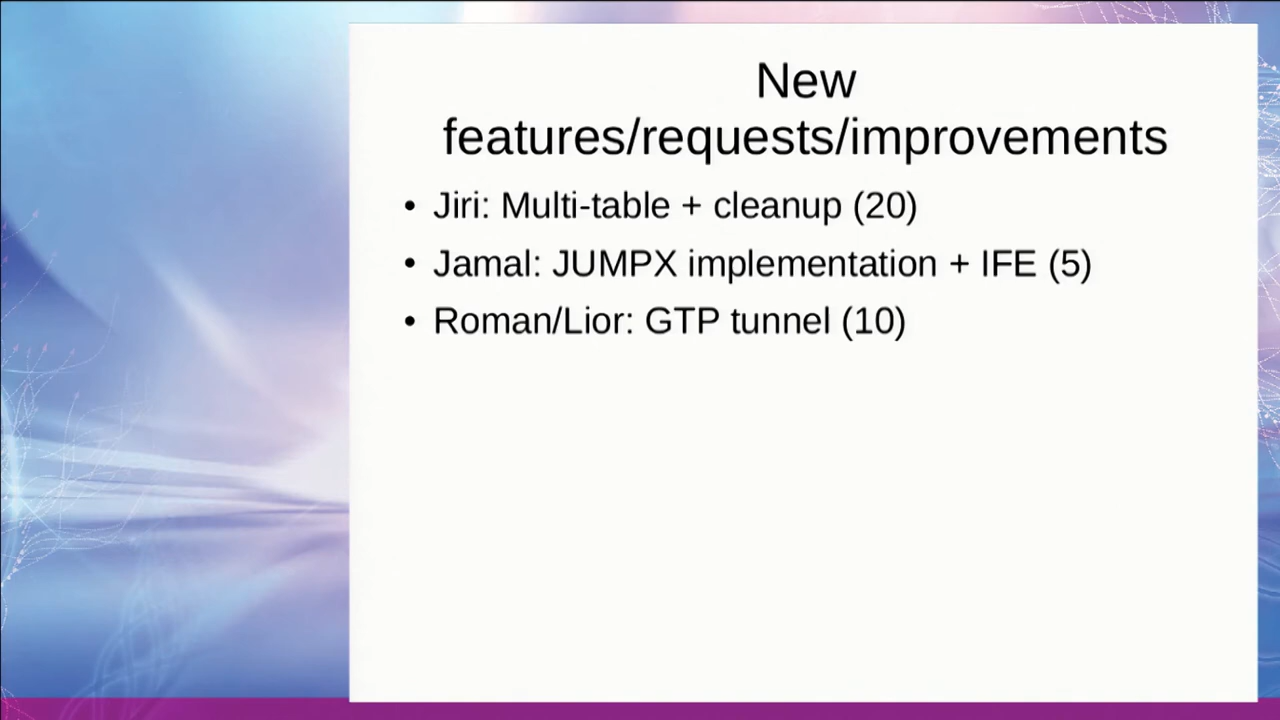 New
features/requests/improvements
• Jiri: Multi-table + cleanup (20)
• Jamal: JUMPX implementation + IFE (5)
• Roman/Lior: GTP tunnel (10)